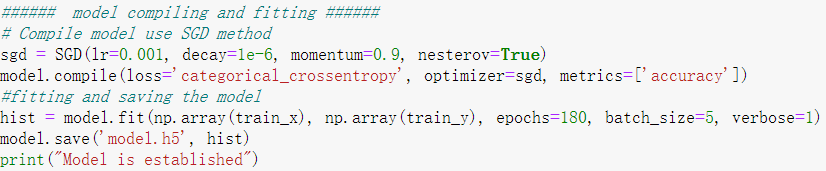 ###### model compiling and fitting ######
# Compile model use SGD method
sgd = SGD(lr=0.001, decay=1e-6, momentum=0.9, nesterov=True)
model.compile(loss='categorical_crossentropy', optimizer=sgd, metrics=['accuracy'])
#fitting and saving the model
hist = model.fit(np.array(train_x), np.array(train_y), epochs=180, batch_size=5, verbose=1)
model.save('model.h5', hist)
print("Model is established")